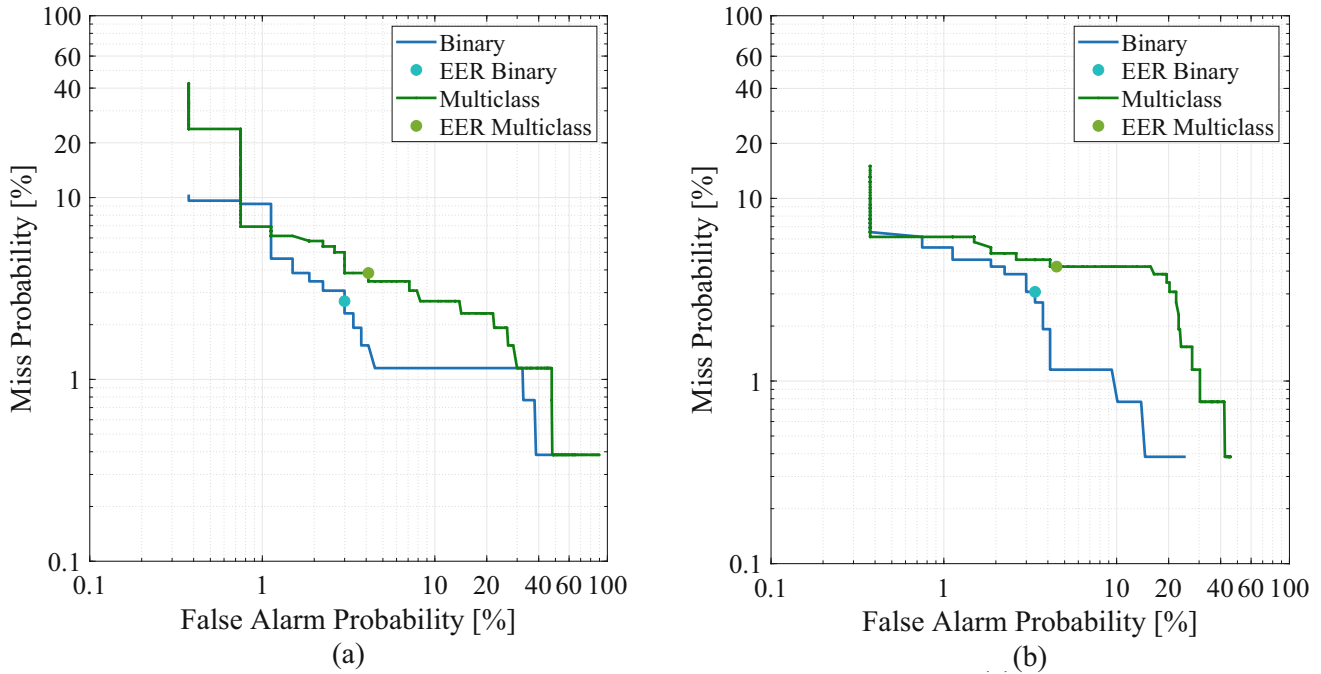 100
40
20
10
1
0.1
Miss Probability [%]
Binary
EER Binary
Multiclass
EER Multiclass
0.1 1 10 20 40 60 100
False Alarm Probability [%]
(a)
100
40
20
10
1
0.1
Miss Probability [%]
Binary
EER Binary
Multiclass
EER Multiclass
0.1 1 10 20 40 60 100
False Alarm Probability [%]
(b)